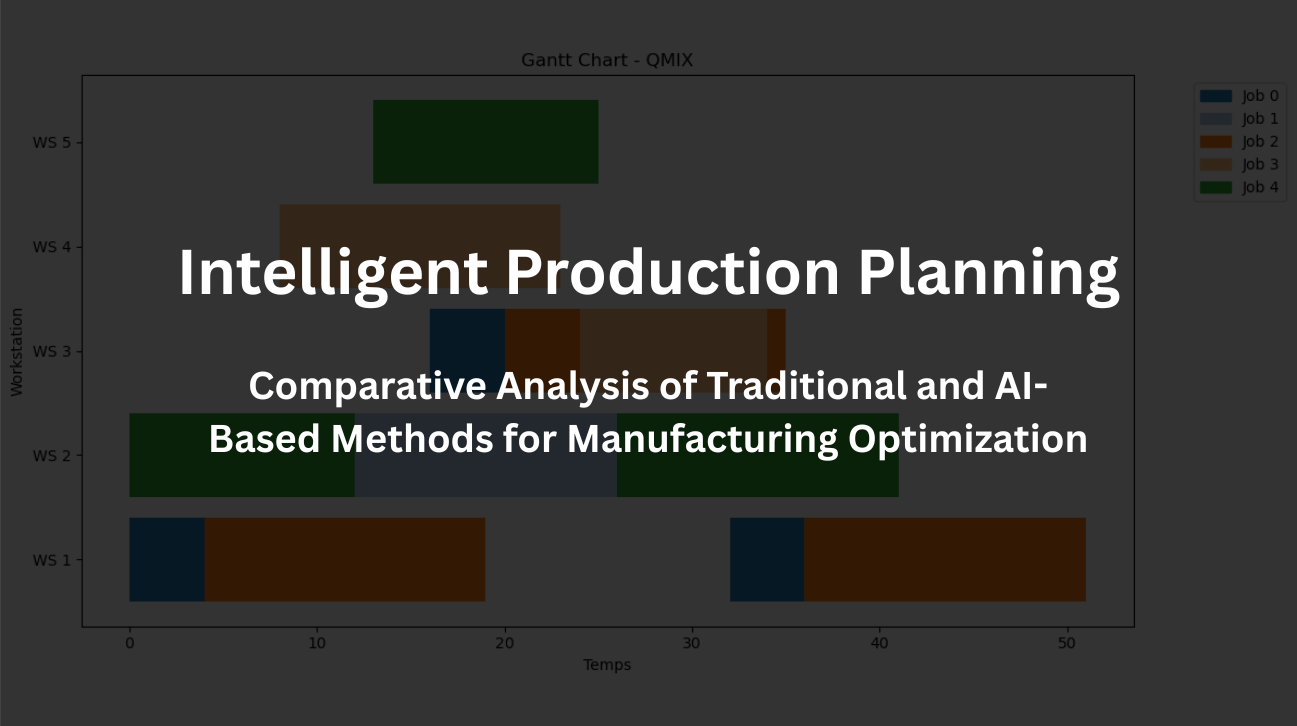 Gantt Chart - QMIX
Job 0
Job 1
Job 2
Job 3
Job 4
WS 5
WS 4
Intelligent Production Planning
Workstation
WS 3
Comparative Analysis of Traditional and AI-
Based Methods for Manufacturing Optimization
WS 2
WS 1
0 10 20 30 40 50
Temps